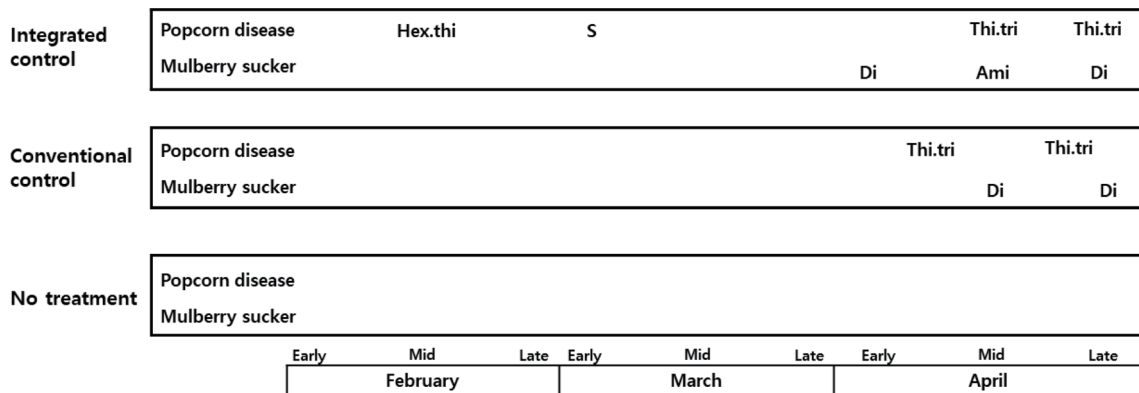 Integrated control
Popcorn disease Hex.thi S Thi.tri Thi.tri
Mulberry sucker Di Ami Di
Conventional control
Popcorn disease Thi.tri Thi.tri
Mulberry sucker Di Di
No treatment
Popcorn disease
Mulberry sucker
Early Mid Late Early Mid Late Early Mid Late
February March April